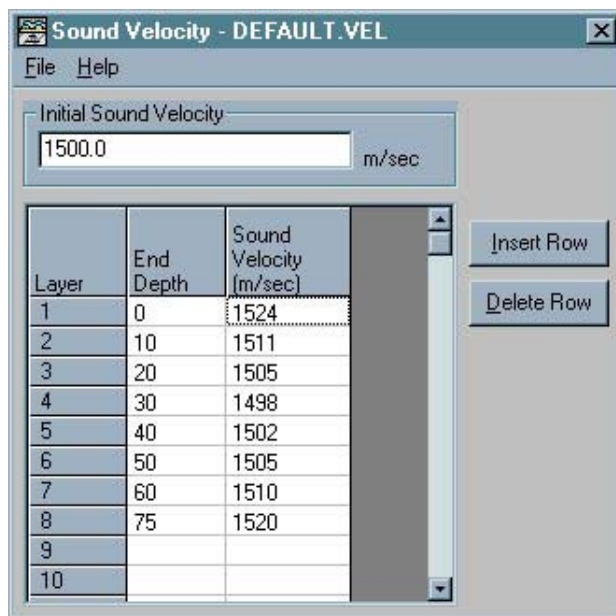 Sound Velocity - DEFAULT.VEL
File Help
Initial Sound Velocity
1500.0 m/sec
Layer End Depth Sound Velocity (m/sec)
1 0 1524
2 10 1511
3 20 1505
4 30 1498
5 40 1502
6 50 1505
7 60 1510
8 75 1520
9
10
Insert Row
Delete Row